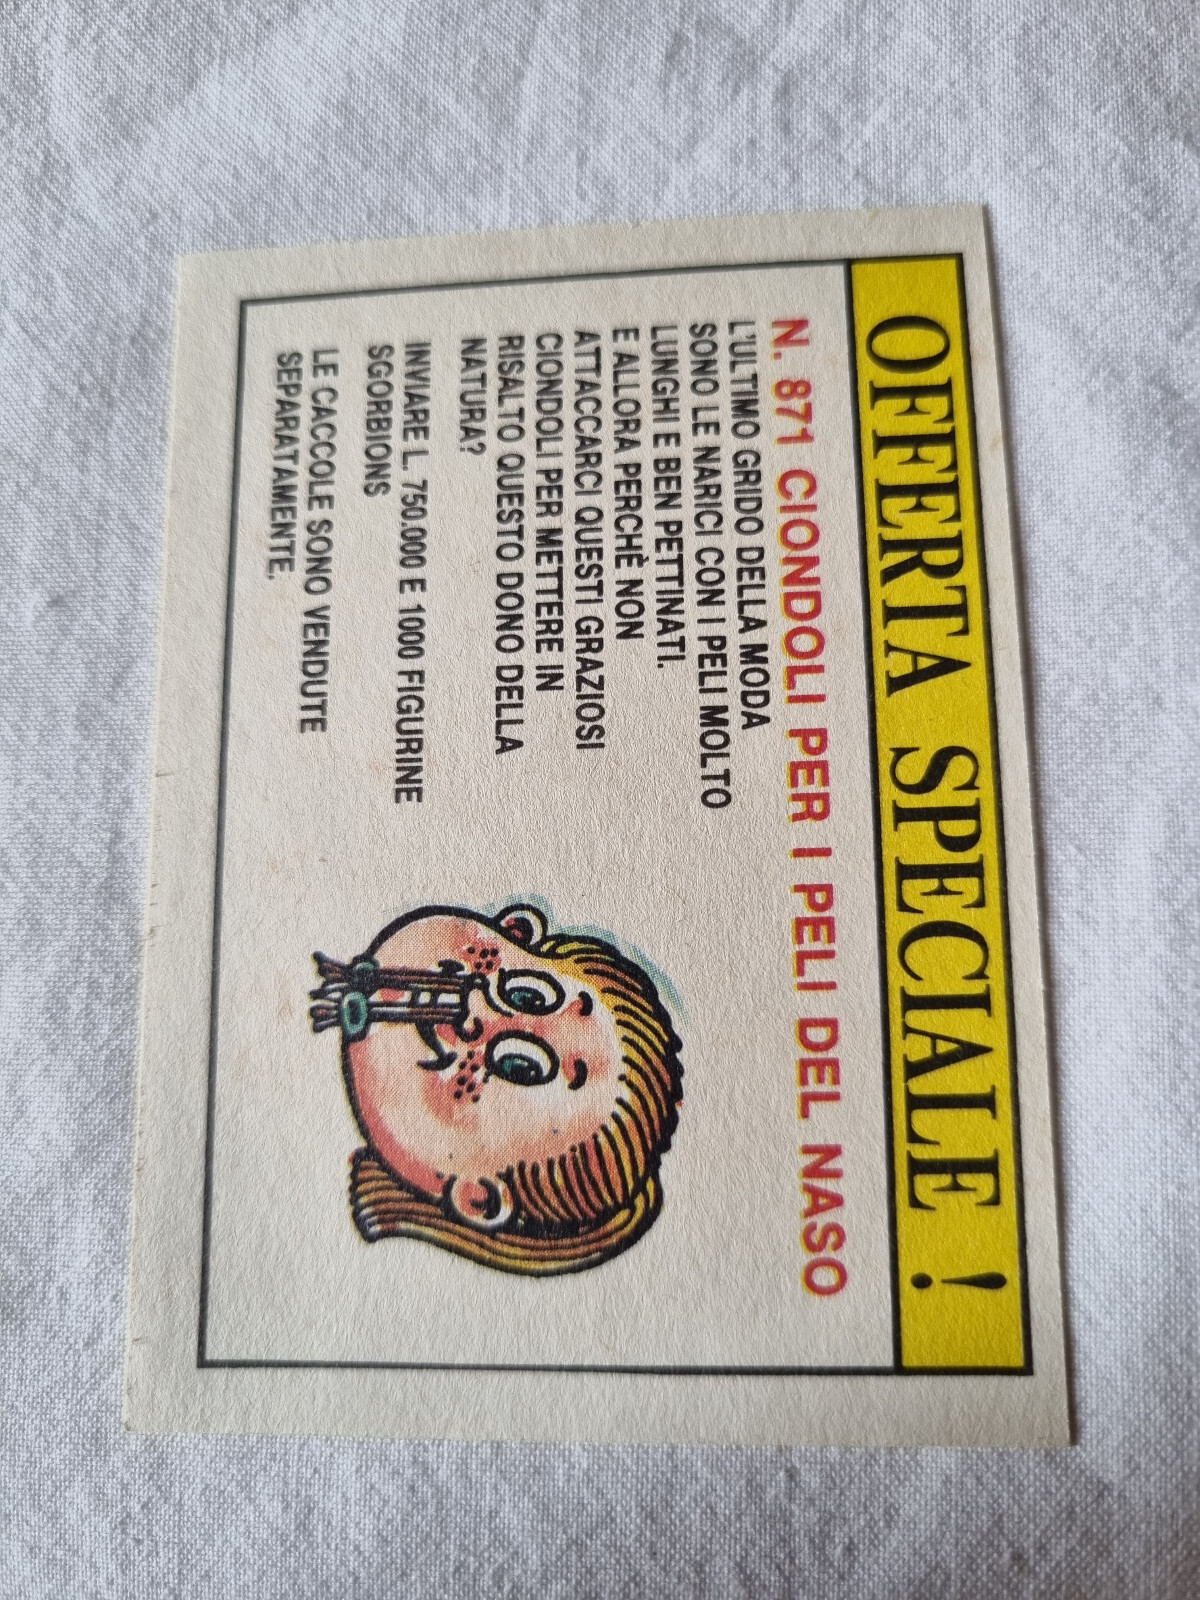 OFFERTA SPECIALE !
N. 871 CIONDOLI PER I PELI DEL NASO
L'ULTIMO GRIDO DELLA MODA
SONO LE NARICI CON I PELI MOLTO
LUNGHI E BEN PETTINATI.
E ALLORA PERCHÈ NON
ATTACCARCI QUESTI GRAZIOSI
CIONDOLI PER METTERE IN
RISALTO QUESTO DONO DELLA
NATURA?
INVIARE L. 750.000 E 1000 FIGURINE
SGORBIONS
LE CACCOLE SONO VENDUTE
SEPARATAMENTE.